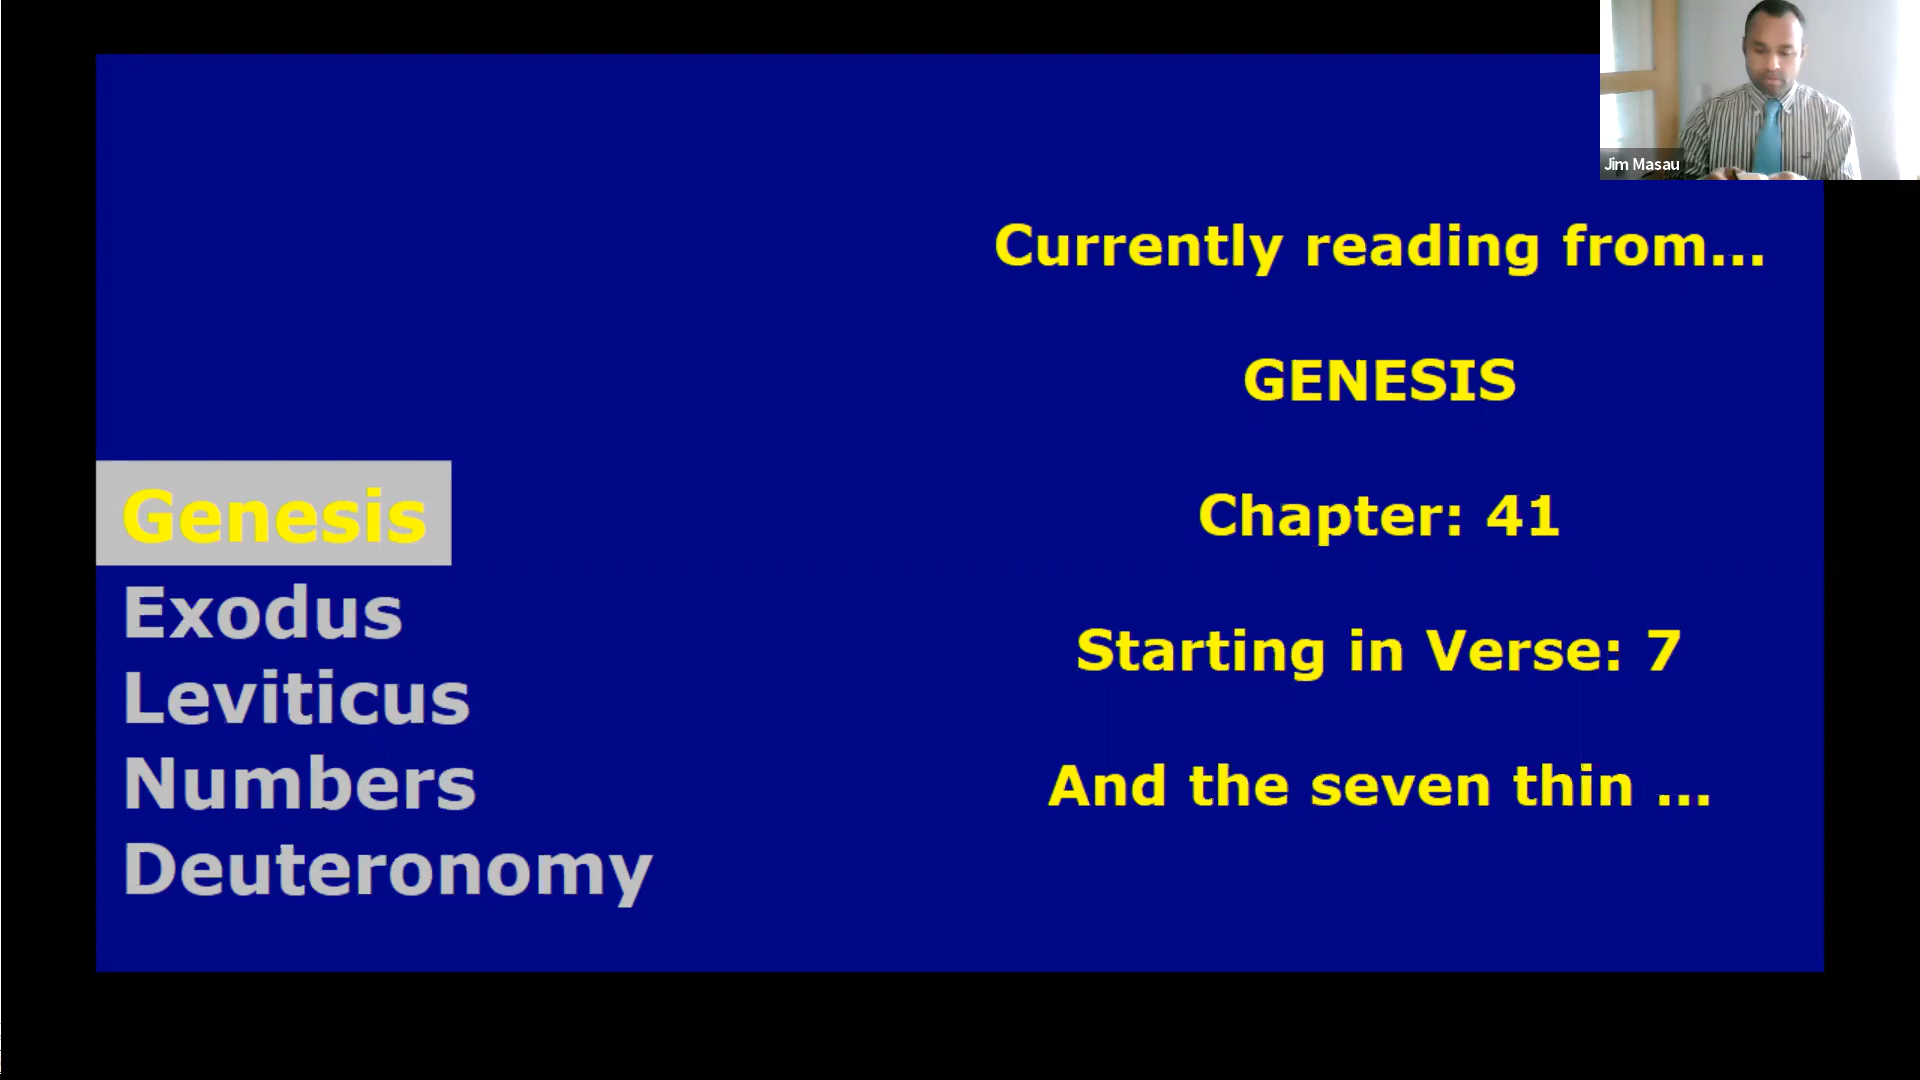 Jim Masau
Currently reading from...
GENESIS
Chapter: 41
Starting in Verse: 7
And the seven thin ...
Genesis
Exodus
Leviticus
Numbers
Deuteronomy